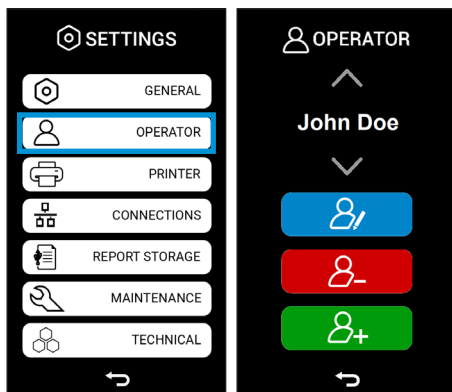 SETTINGS
GENERAL
OPERATOR
PRINTER
CONNECTIONS
REPORT STORAGE
MAINTENANCE
TECHNICAL
OPERATOR
John Doe